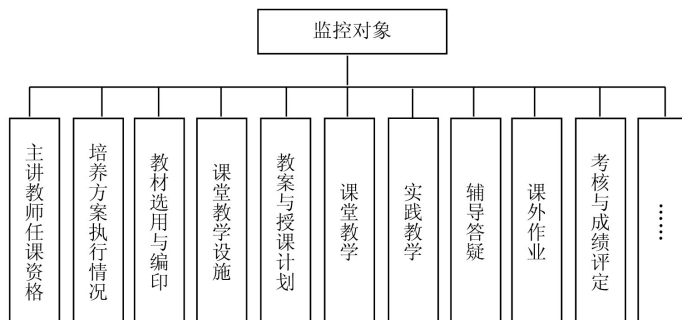 监控对象
主讲教师任课资格
培养方案执行情况
教材选用与编印
课堂教学设施
教案与授课计划
课堂教学
实践教学
辅导答疑
课外作业
考核与成绩评定
……